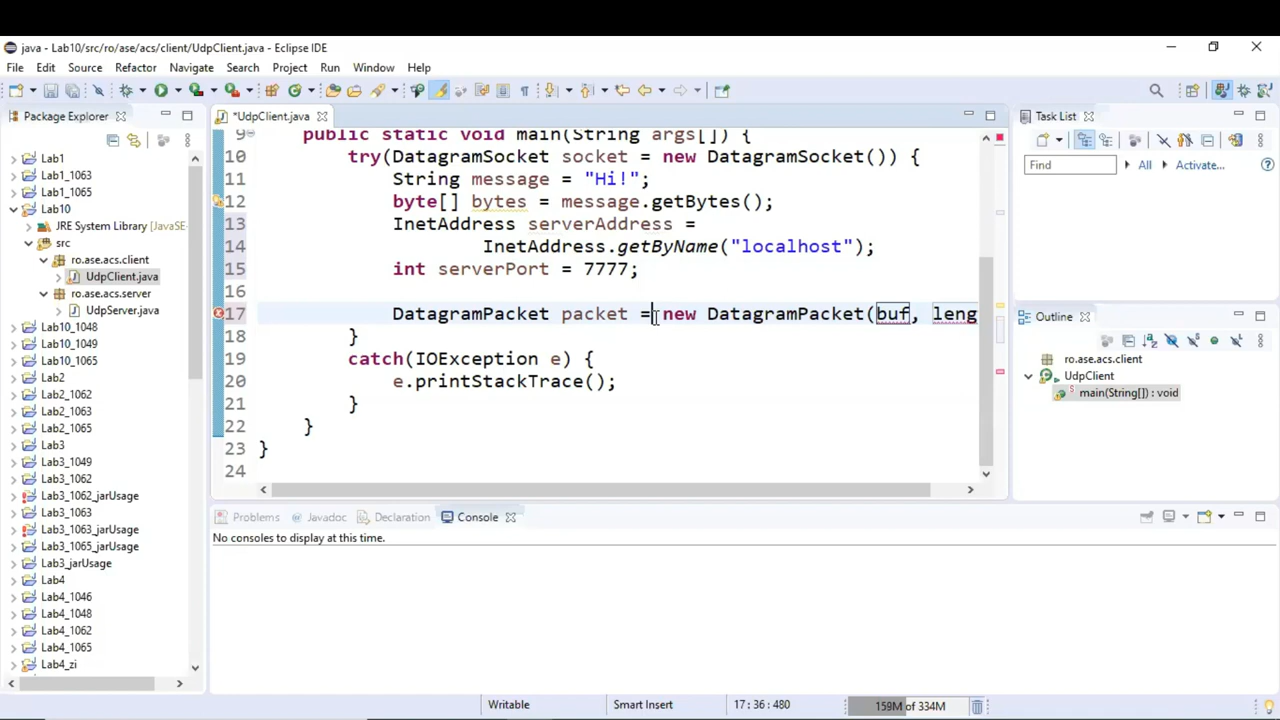 java - Lab10/src/ro/ase/acs/client/UdpClient.java - Eclipse IDE
File Edit Source Refactor Navigate Search Project Run Window Help
Package Explorer
Lab1
Lab1_1063
Lab1_1065
Lab10
JRE System Library [JavaSE-
src
ro.ase.acs.client
UdpClient.java
ro.ase.acs.server
UdpServer.java
Lab10_1048
Lab10_1049
Lab10_1065
Lab2
Lab2_1062
Lab2_1063
Lab2_1065
Lab3
Lab3_1049
Lab3_1062
Lab3_1062_jarUsage
Lab3_1063
Lab3_1063_jarUsage
Lab3_1065_jarUsage
Lab3_jarUsage
Lab4
Lab4_1046
Lab4_1048
Lab4_1062
Lab4_1065
Lab4_zi
*UdpClient.java
9 public static void main(String args[]) {
10 try(DatagramSocket socket = new DatagramSocket()) {
11 String message = "Hi!";
12 byte[] bytes = message.getBytes();
13 InetAddress serverAddress =
14 InetAddress.getByName("localhost");
15 int serverPort = 7777;
16
17 DatagramPacket packet = new DatagramPacket(buf, leng
18 }
19 catch(IOException e) {
20 e.printStackTrace();
21 }
22 }
23 }
24
Task List
Find All Activate...
Outline
ro.ase.acs.client
UdpClient
main(String[]) : void
Problems Javadoc Declaration Console
No consoles to display at this time.
Writable Smart Insert 17 : 36 : 480 159M of 334M